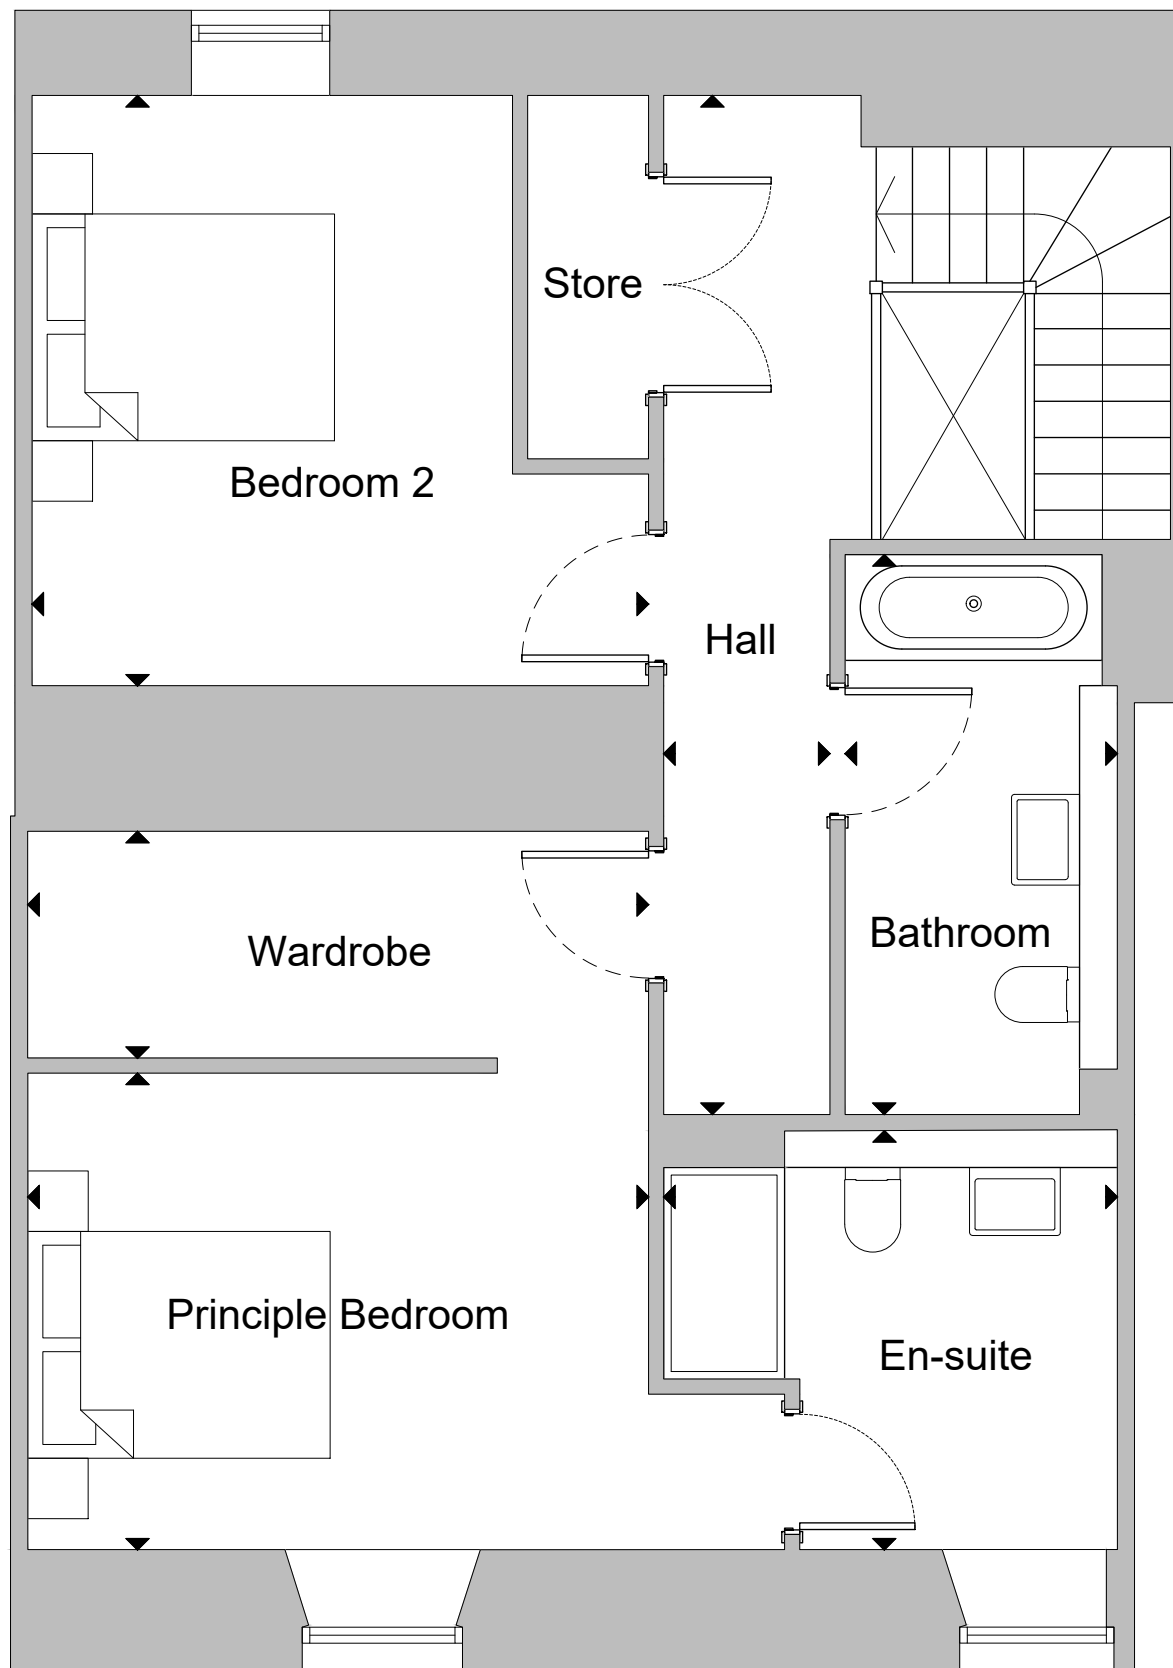 Store
Bedroom 2
Hall
Bathroom
Wardrobe
Principle Bedroom
En-suite